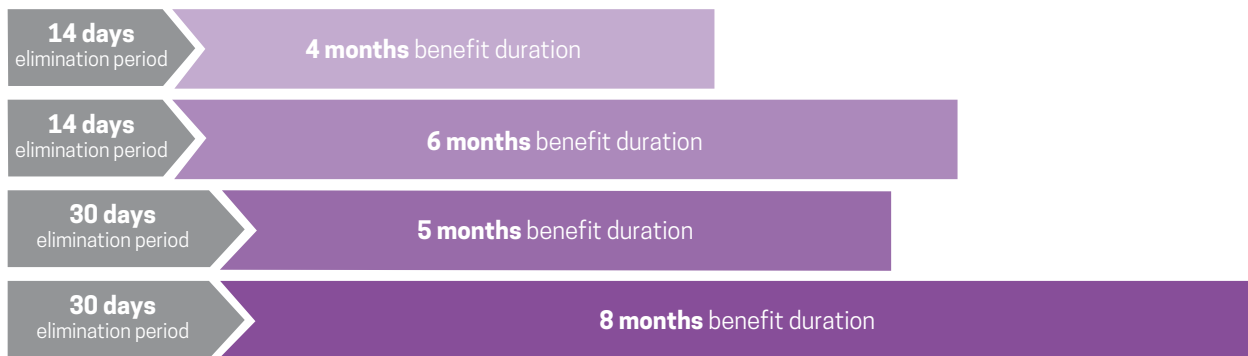 14 days
elimination period
4 months benefit duration
14 days
elimination period
6 months benefit duration
30 days
elimination period
5 months benefit duration
30 days
elimination period
8 months benefit duration